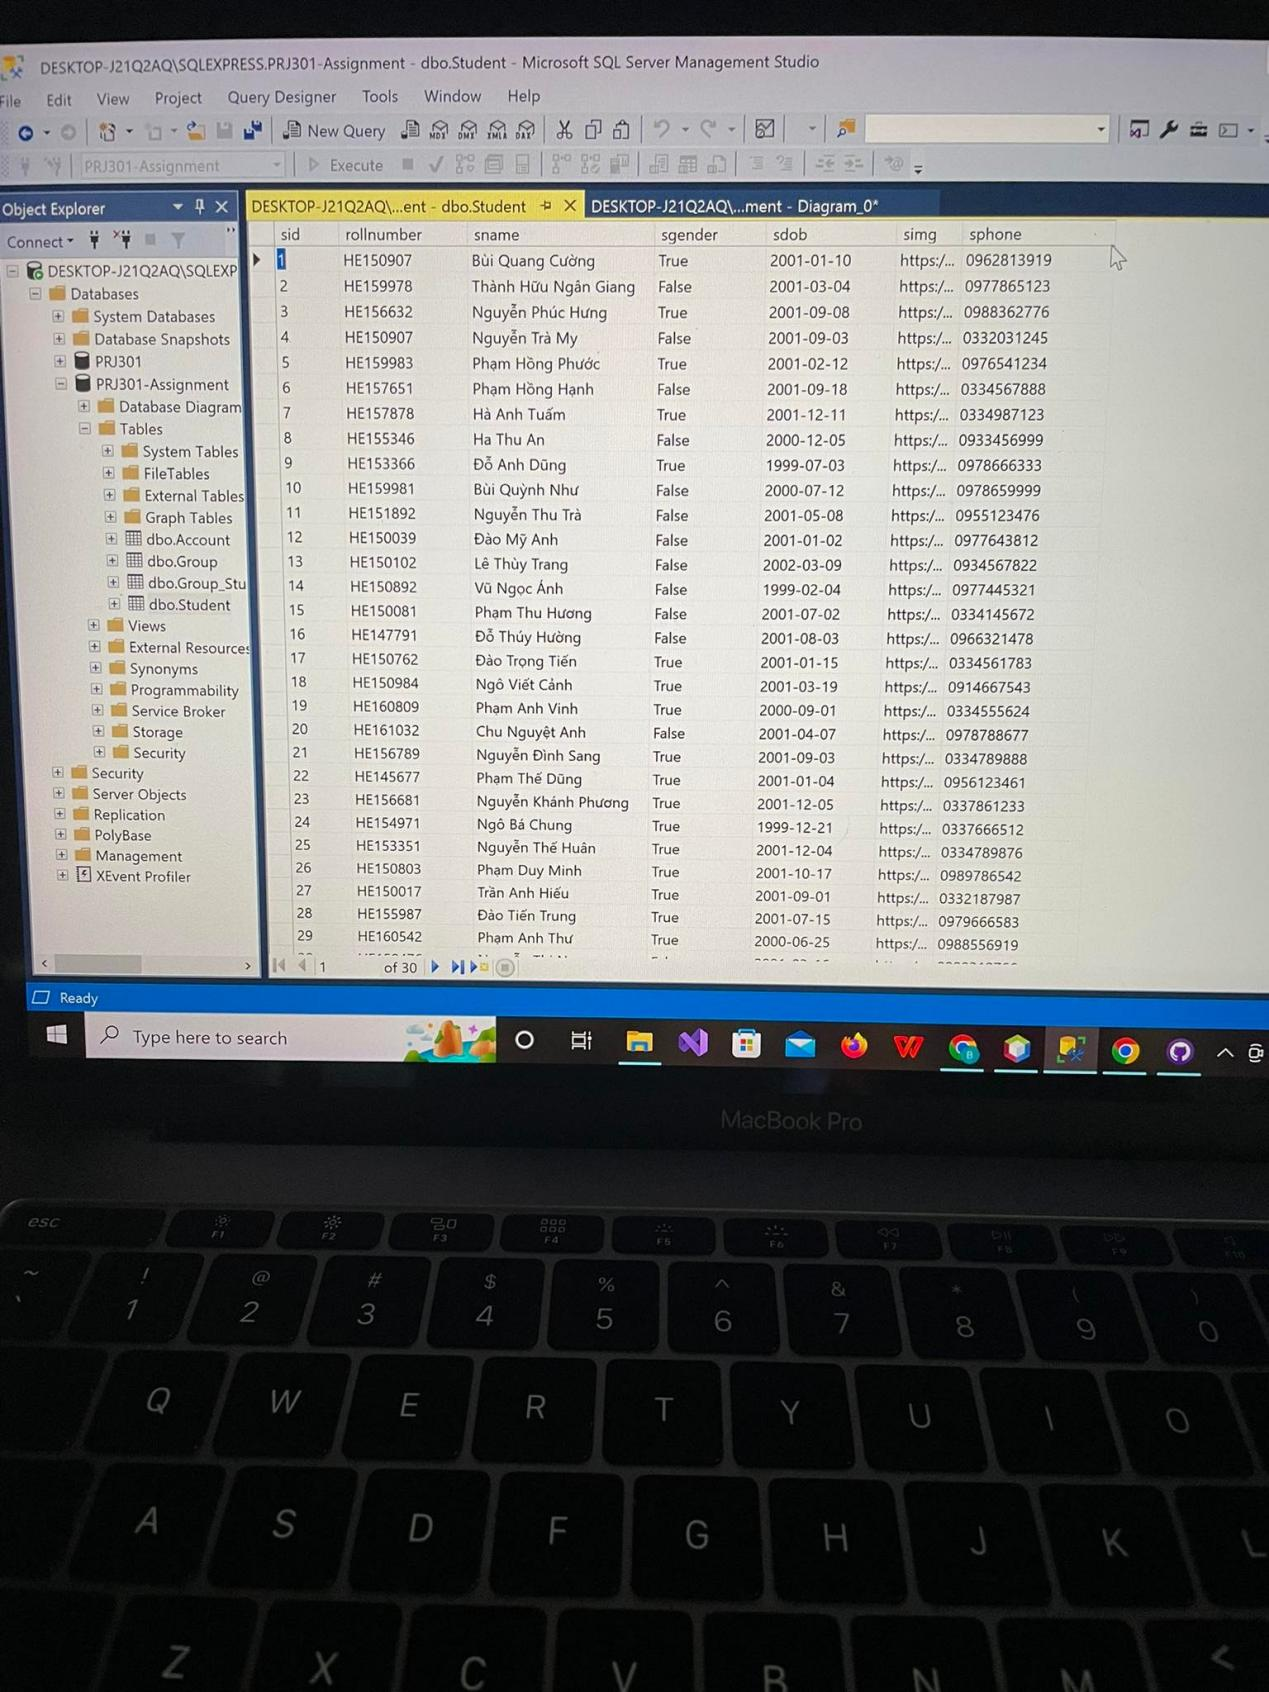 DESKTOP-J21Q2AQ\SQLEXPRESS.PRJ301-Assignment - dbo.Student - Microsoft SQL Server Management Studio
File Edit View Project Query Designer Tools Window Help
New Query MDX DMX XMLA DAX
PRJ301-Assignment Execute
Object Explorer
DESKTOP-J21Q2AQ\...ent - dbo.Student DESKTOP-J21Q2AQ\...ment - Diagram_0*
Connect
DESKTOP-J21Q2AQ\SQLEXP
Databases
System Databases
Database Snapshots
PRJ301
PRJ301-Assignment
Database Diagram
Tables
System Tables
FileTables
External Tables
Graph Tables
dbo.Account
dbo.Group
dbo.Group_Stu
dbo.Student
Views
External Resources
Synonyms
Programmability
Service Broker
Storage
Security
Security
Server Objects
Replication
PolyBase
Management
XEvent Profiler
sid rollnumber sname sgender sdob simg sphone
1 HE150907 Bùi Quang Cường True 2001-01-10 https:/... 0962813919
2 HE159978 Thành Hữu Ngân Giang False 2001-03-04 https:/... 0977865123
3 HE156632 Nguyễn Phúc Hưng True 2001-09-08 https:/... 0988362776
4 HE150907 Nguyễn Trà My False 2001-09-03 https:/... 0332031245
5 HE159983 Phạm Hồng Phước True 2001-02-12 https:/... 0976541234
6 HE157651 Phạm Hồng Hạnh False 2001-09-18 https:/... 0334567888
7 HE157878 Hà Anh Tuấm True 2001-12-11 https:/... 0334987123
8 HE155346 Ha Thu An False 2000-12-05 https:/... 0933456999
9 HE153366 Đỗ Anh Dũng True 1999-07-03 https:/... 0978666333
10 HE159981 Bùi Quỳnh Như False 2000-07-12 https:/... 0978659999
11 HE151892 Nguyễn Thu Trà False 2001-05-08 https:/... 0955123476
12 HE150039 Đào Mỹ Anh False 2001-01-02 https:/... 0977643812
13 HE150102 Lê Thùy Trang False 2002-03-09 https:/... 0934567822
14 HE150892 Vũ Ngọc Ánh False 1999-02-04 https:/... 0977445321
15 HE150081 Phạm Thu Hương False 2001-07-02 https:/... 0334145672
16 HE147791 Đỗ Thúy Hường False 2001-08-03 https:/... 0966321478
17 HE150762 Đào Trọng Tiến True 2001-01-15 https:/... 0334561783
18 HE150984 Ngô Viết Cảnh True 2001-03-19 https:/... 0914667543
19 HE160809 Phạm Anh Vinh True 2000-09-01 https:/... 0334555624
20 HE161032 Chu Nguyệt Anh False 2001-04-07 https:/... 0978788677
21 HE156789 Nguyễn Đình Sang True 2001-09-03 https:/... 0334789888
22 HE145677 Phạm Thế Dũng True 2001-01-04 https:/... 0956123461
23 HE156681 Nguyễn Khánh Phương True 2001-12-05 https:/... 0337861233
24 HE154971 Ngô Bá Chung True 1999-12-21 https:/... 0337666512
25 HE153351 Nguyễn Thế Huân True 2001-12-04 https:/... 0334789876
26 HE150803 Phạm Duy Minh True 2001-10-17 https:/... 0989786542
27 HE150017 Trần Anh Hiếu True 2001-09-01 https:/... 0332187987
28 HE155987 Đào Tiến Trung True 2001-07-15 https:/... 0979666583
29 HE160542 Phạm Anh Thư True 2000-06-25 https:/... 0988556919
1 of 30
Ready
Type here to search
MacBook Pro
esc F1 F2 F3 F4 F5 F6 F7 F8 F9 F10
~ ! @ # $ % ^ & * ( )
` 1 2 3 4 5 6 7 8 9 0
Q W E R T Y U I O
A S D F G H J K L
Z X C V B N M <